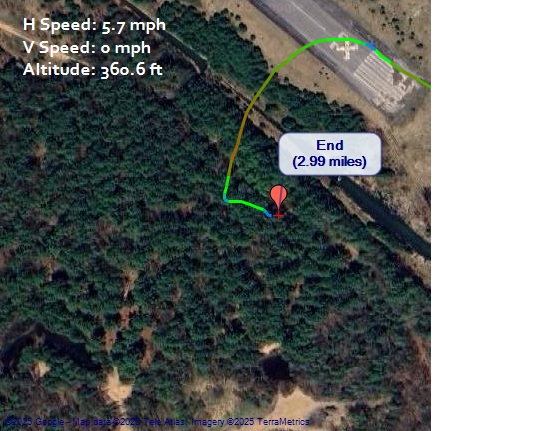 H Speed: 5.7 mph
V Speed: 0 mph
Altitude: 360.6 ft
End
(2.99 miles)
©2025 Google - Map data ©2025 Tele Atlas, Imagery ©2025 TerraMetrics